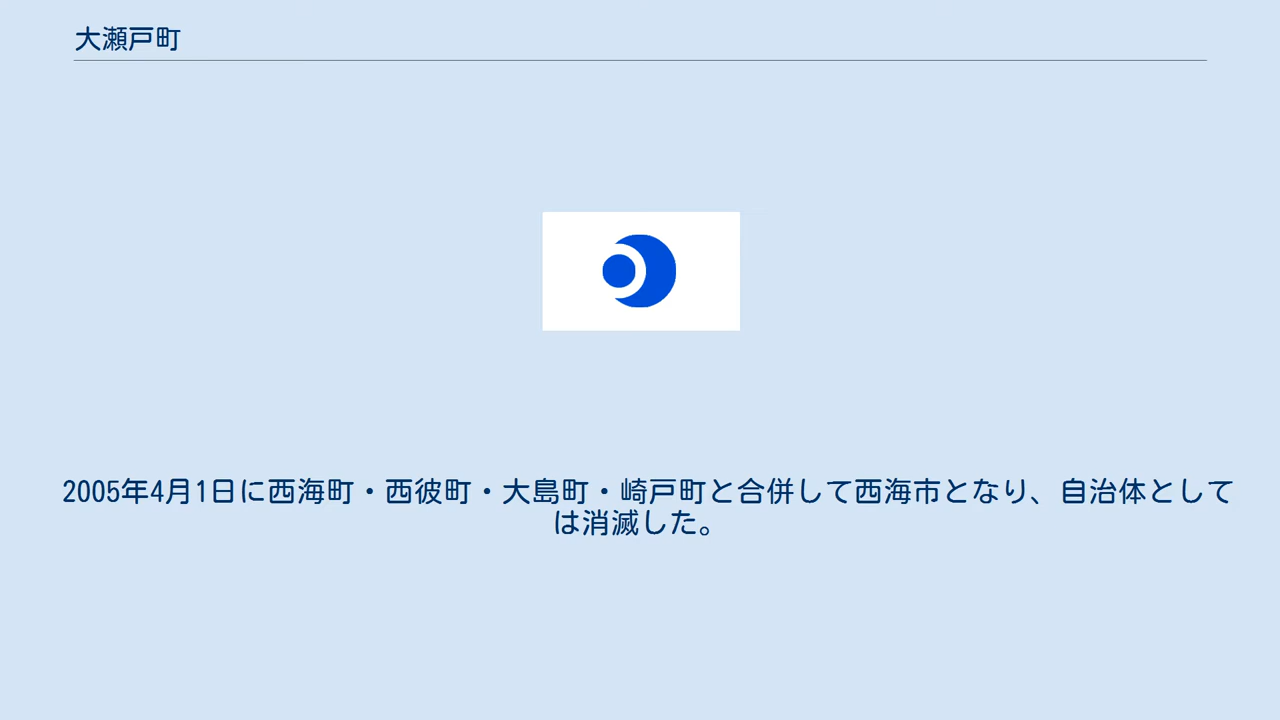 大瀬戸町
2005年4月1日に西海町・西彼町・大島町・崎戸町と合併して西海市となり、自治体として
は消滅した。